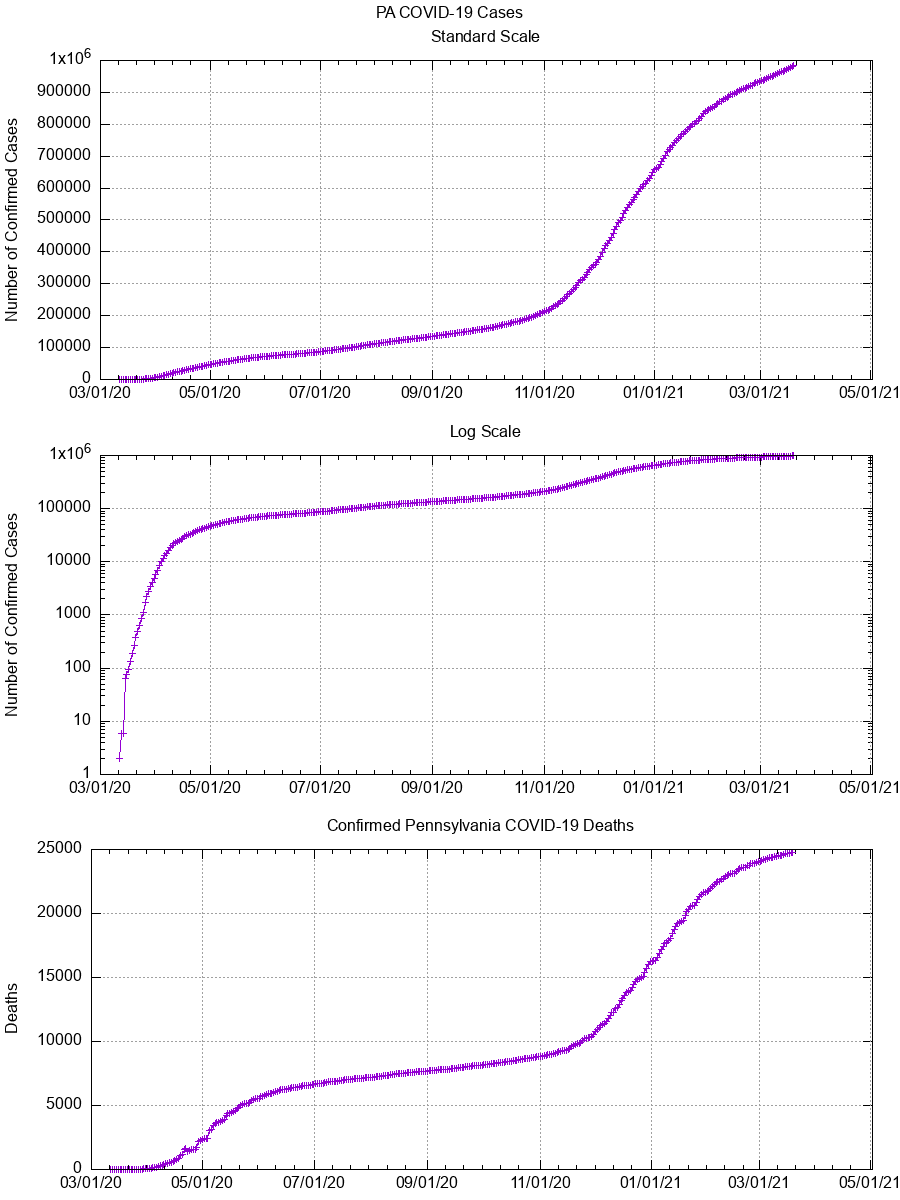 PA COVID-19 Cases
Standard Scale
1x10⁶
900000
800000
700000
600000
500000
400000
300000
200000
100000
0
Number of Confirmed Cases
03/01/20 05/01/20 07/01/20 09/01/20 11/01/20 01/01/21 03/01/21 05/01/21
Log Scale
1x10⁶
100000
10000
1000
100
10
1
Number of Confirmed Cases
03/01/20 05/01/20 07/01/20 09/01/20 11/01/20 01/01/21 03/01/21 05/01/21
Confirmed Pennsylvania COVID-19 Deaths
25000
20000
15000
10000
5000
0
Deaths
03/01/20 05/01/20 07/01/20 09/01/20 11/01/20 01/01/21 03/01/21 05/01/21